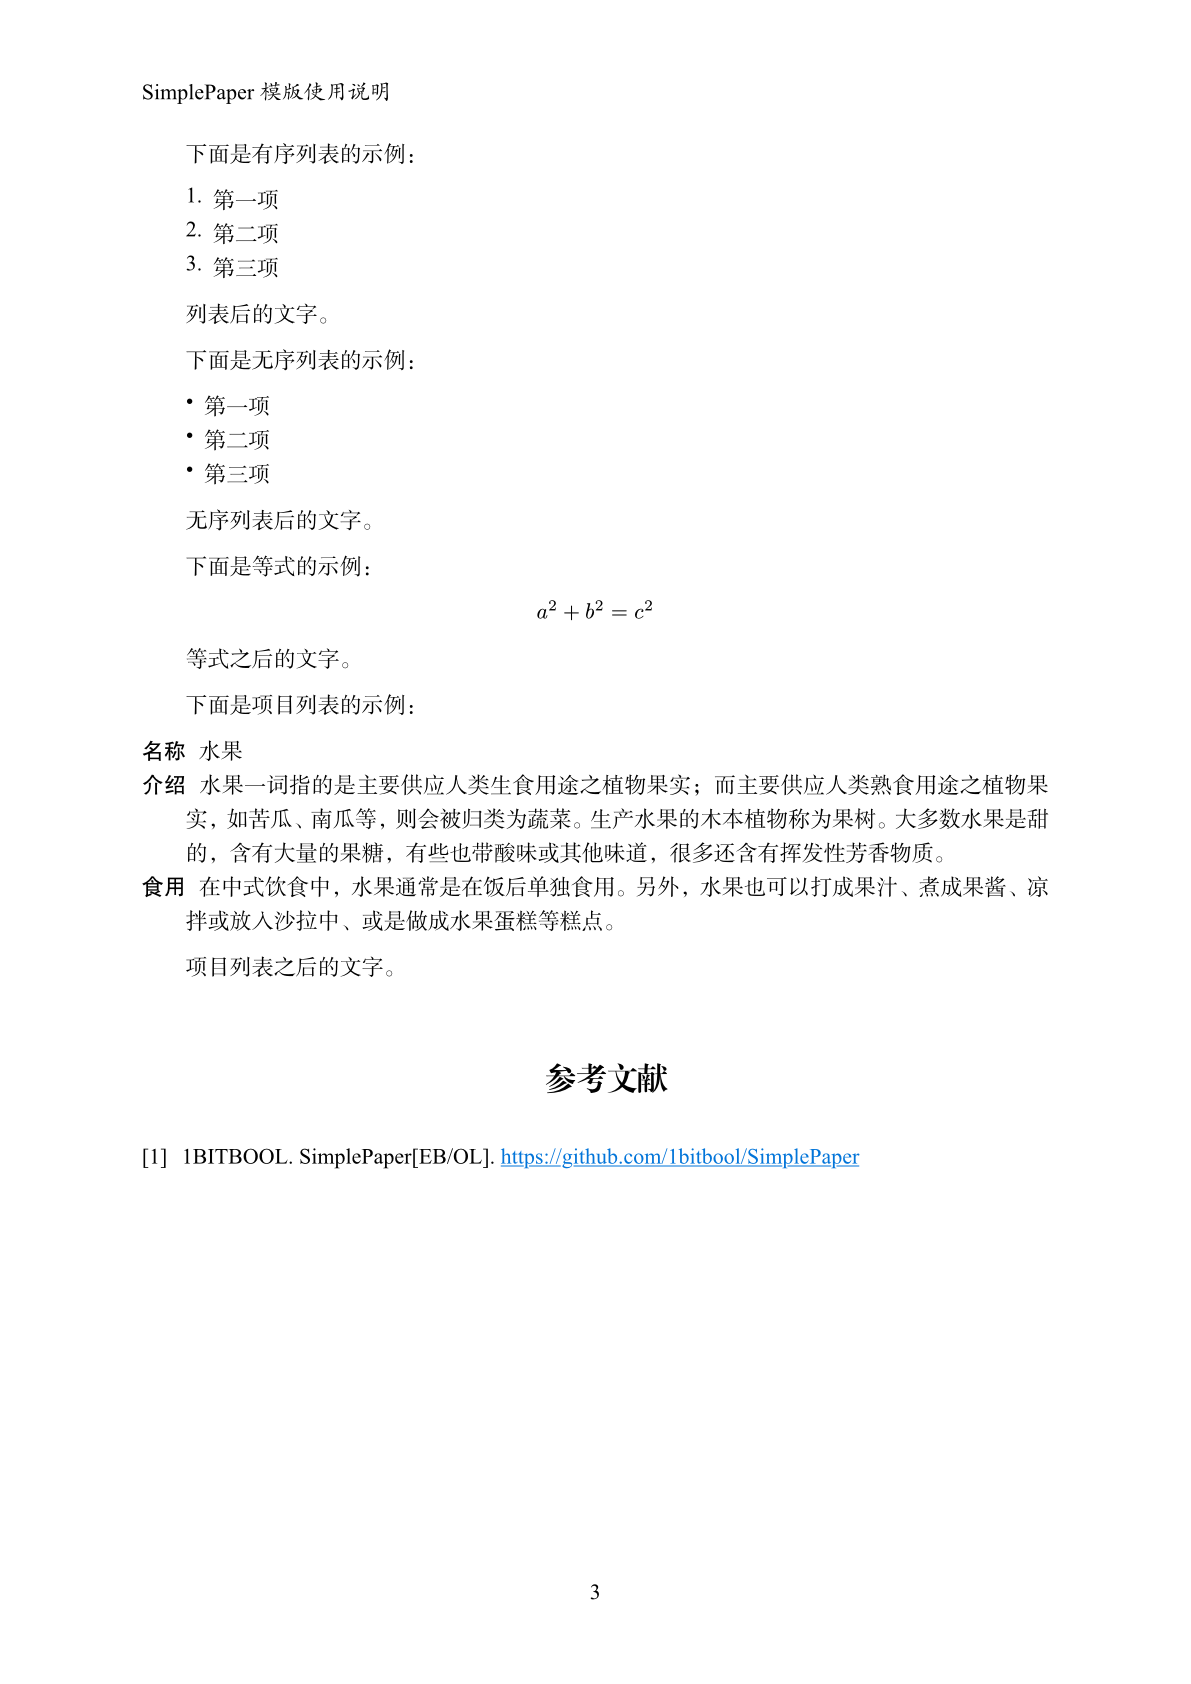 SimplePaper 模版使用说明
下面是有序列表的示例：
1. 第一项
2. 第二项
3. 第三项
列表后的文字。
下面是无序列表的示例：
• 第一项
• 第二项
• 第三项
无序列表后的文字。
下面是等式的示例：
a² + b² = c²
等式之后的文字。
下面是项目列表的示例：
名称 水果
介绍 水果一词指的是主要供应人类生食用途之植物果实；而主要供应人类熟食用途之植物果
实，如苦瓜、南瓜等，则会被归类为蔬菜。生产水果的木本植物称为果树。大多数水果是甜
的，含有大量的果糖，有些也带酸味或其他味道，很多还含有挥发性芳香物质。
食用 在中式饮食中，水果通常是在饭后单独食用。另外，水果也可以打成果汁、煮成果酱、凉
拌或放入沙拉中、或是做成水果蛋糕等糕点。
项目列表之后的文字。
参考文献
[1] 1BITBOOL. SimplePaper[EB/OL]. https://github.com/1bitbool/SimplePaper
3